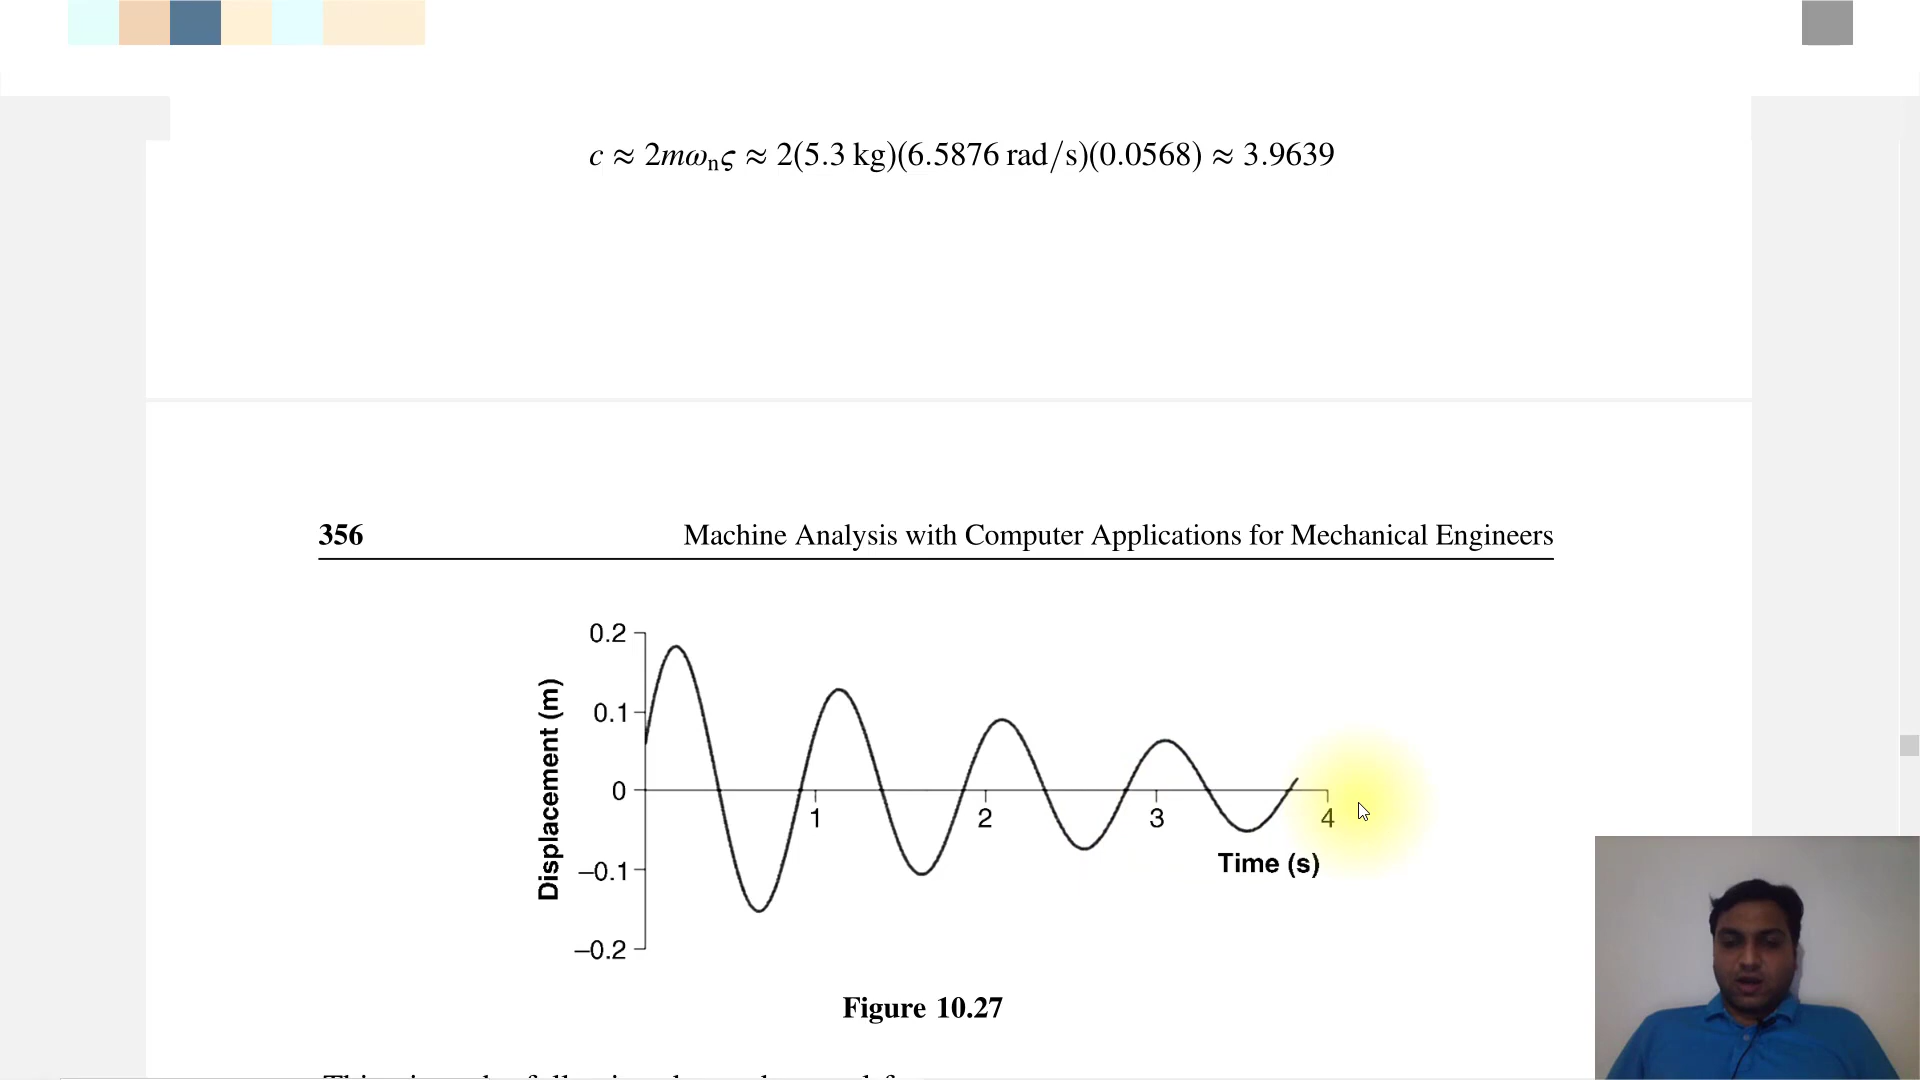 c ≈ 2mωₙς ≈ 2(5.3 kg)(6.5876 rad/s)(0.0568) ≈ 3.9639
356 Machine Analysis with Computer Applications for Mechanical Engineers
0.2
0.1
0
−0.1
−0.2
Displacement (m)
1 2 3 4
Time (s)
Figure 10.27